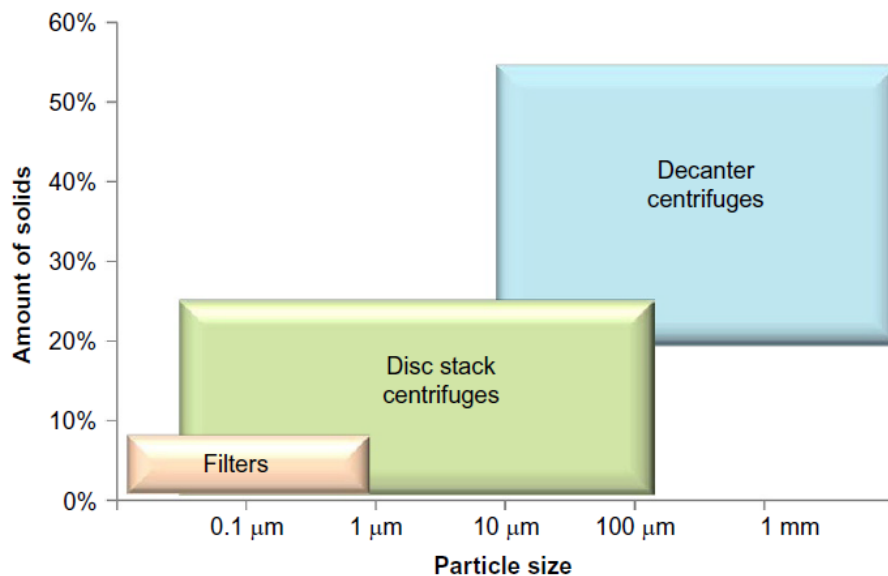 60%
50%
40%
30%
20%
10%
0%
Amount of solids
Decanter
centrifuges
Disc stack
centrifuges
Filters
0.1 μm
1 μm
10 μm
100 μm
1 mm
Particle size